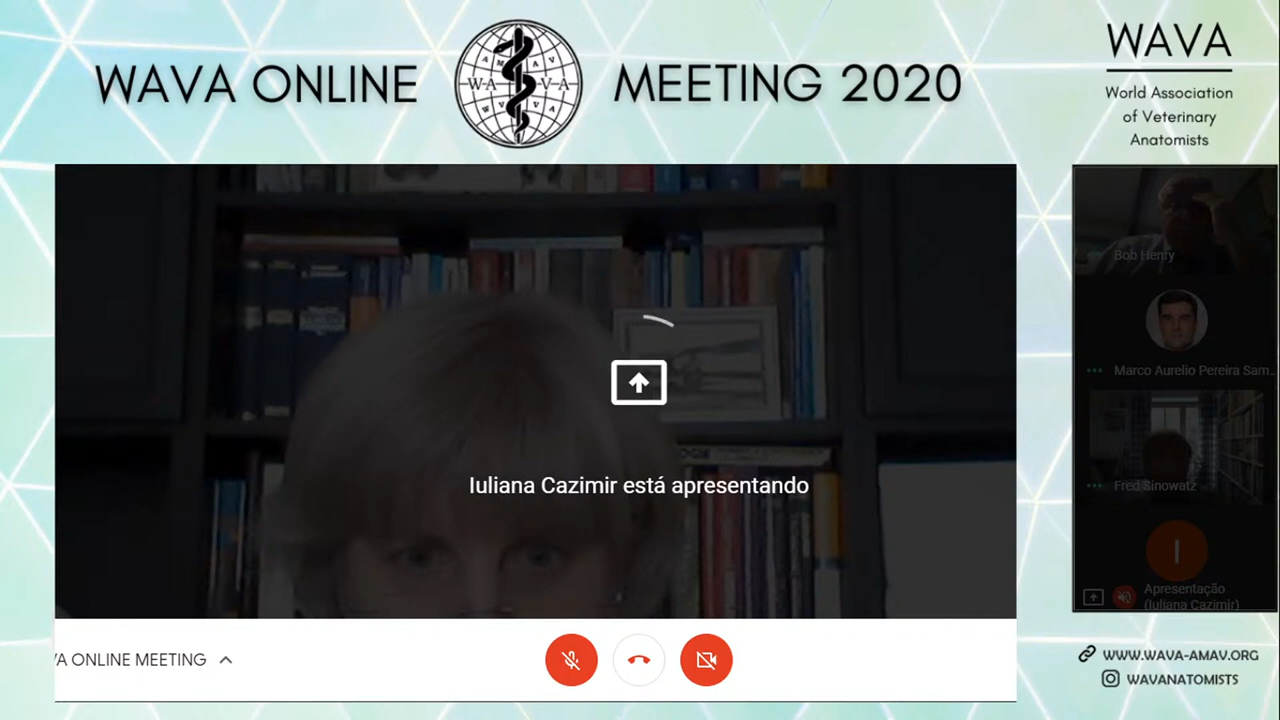 WAVA ONLINE
MEETING 2020
WAVA
World Association
of Veterinary
Anatomists
Bob Henry
Marco Aurelio Pereira Sam...
Iuliana Cazimir está apresentando
Fred Sinowatz
I
Apresentação
(Iuliana Cazimir)
/A ONLINE MEETING
WWW.WAVA-AMAV.ORG
WAVANATOMISTS